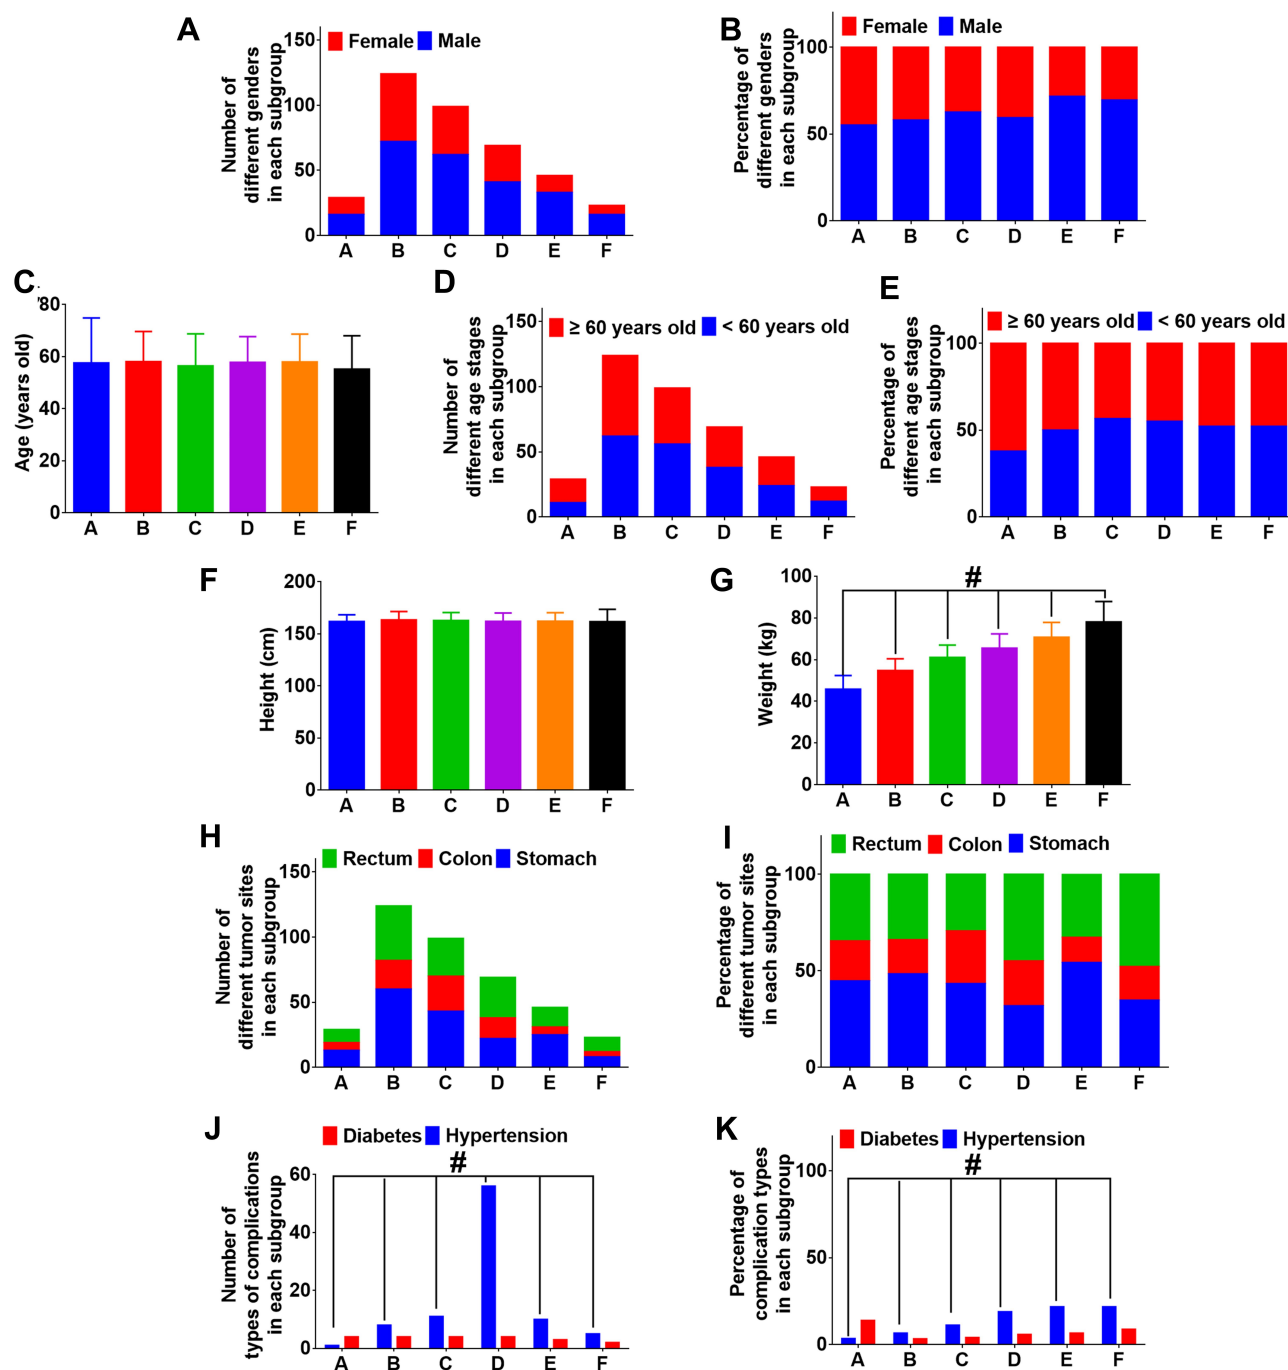 A
Number of
different genders
in each subgroup
150
100
50
0
Female Male
A B C D E F
B
Percentage of
different genders
in each subgroup
100
50
0
Female Male
A B C D E F
C
Age (years old)
80
60
40
20
0
A B C D E F
D
Number of
different age stages
in each subgroup
150
100
50
0
≥ 60 years old < 60 years old
A B C D E F
E
Percentage of
different age stages
in each subgroup
100
50
0
≥ 60 years old < 60 years old
A B C D E F
F
Height (cm)
200
150
100
50
0
A B C D E F
G
Weight (kg)
100
80
60
40
20
0
#
A B C D E F
H
Number of
different tumor sites
in each subgroup
150
100
50
0
Rectum Colon Stomach
A B C D E F
I
Percentage of
different tumor sites
in each subgroup
100
50
0
Rectum Colon Stomach
A B C D E F
J
Number of
types of complications
in each subgroup
60
40
20
0
Diabetes Hypertension
#
A B C D E F
K
Percentage of
complication types
in each subgroup
100
50
0
Diabetes Hypertension
#
A B C D E F